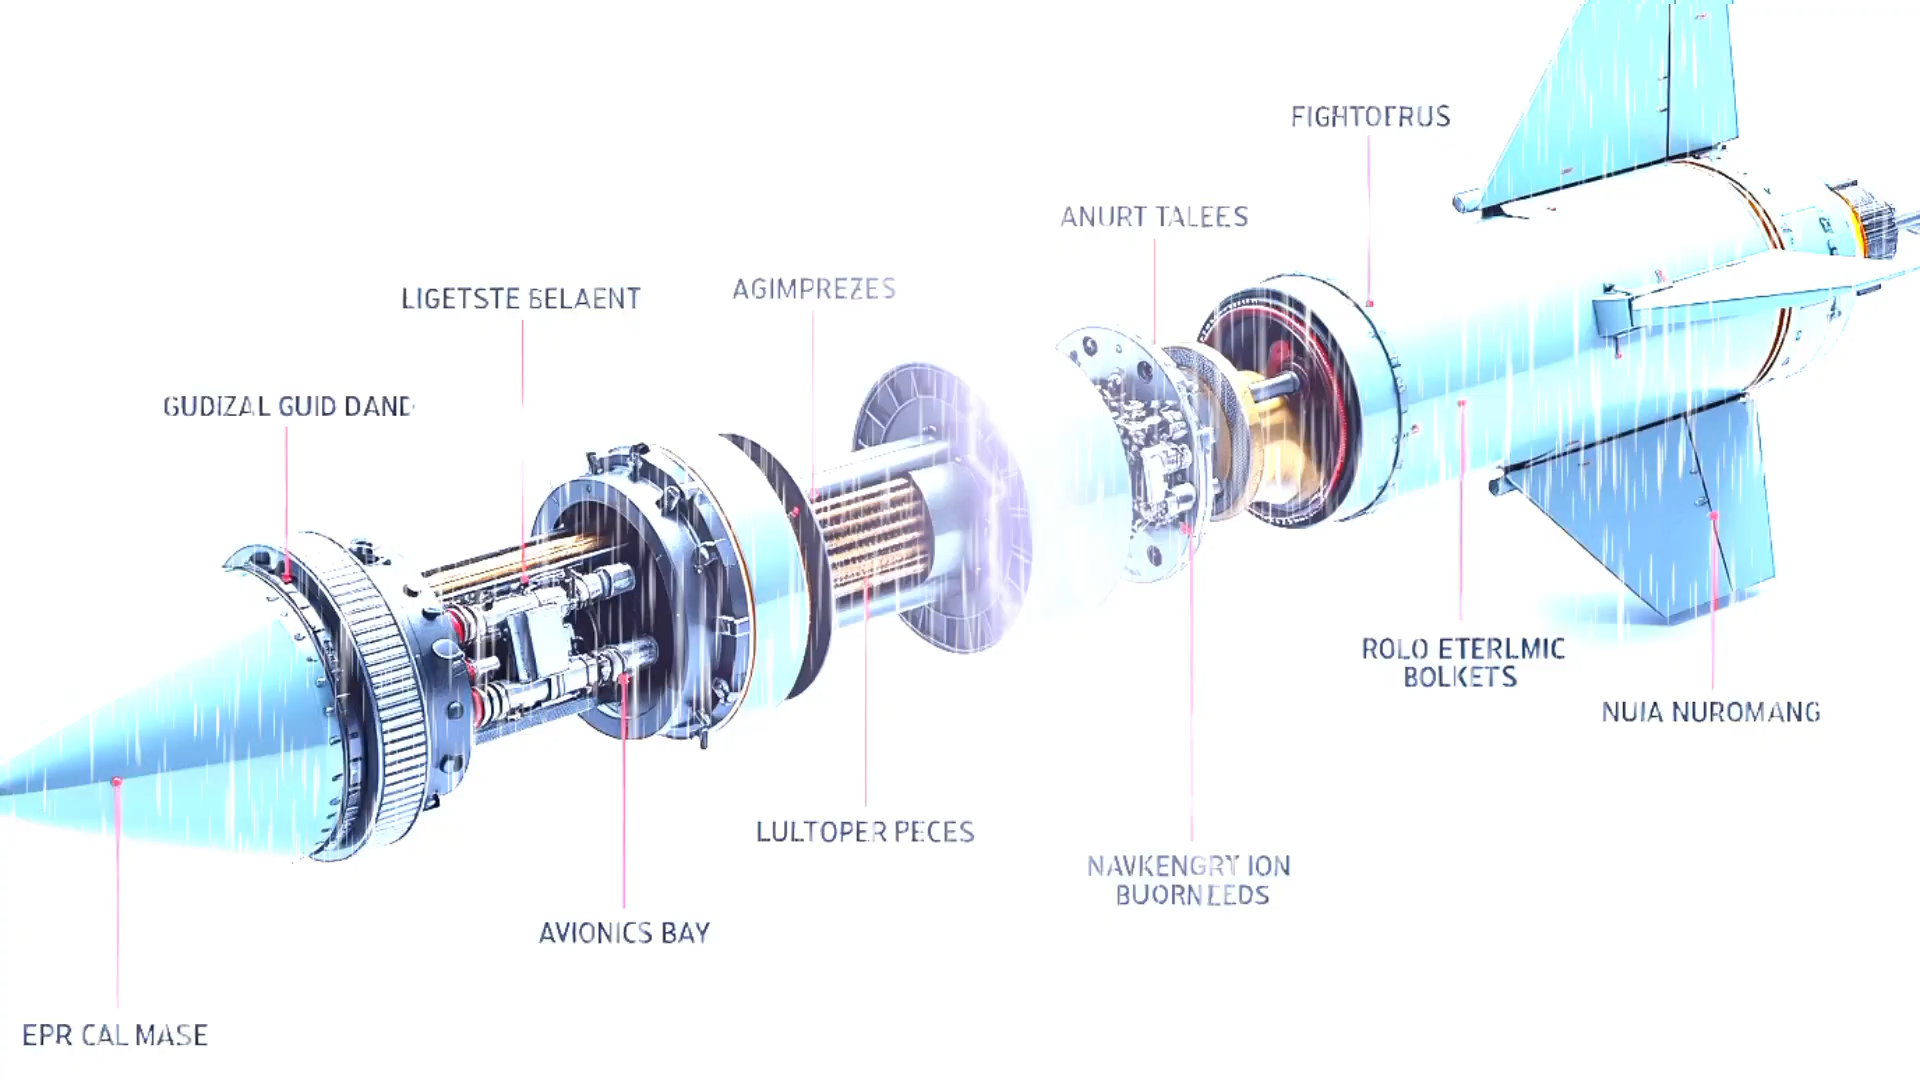 FIGHTOFRUS
ANURT TALEES
AGIMPREZES
LIGETSTE BELAENT
GUDIZAL GUID DAND
ROLO ETERLMIC
BOLKETS
NUIA NUROMANG
LULTOPER PECES
NAVKENGRY ION
BUORNEEDS
AVIONICS BAY
EPR CAL MASE